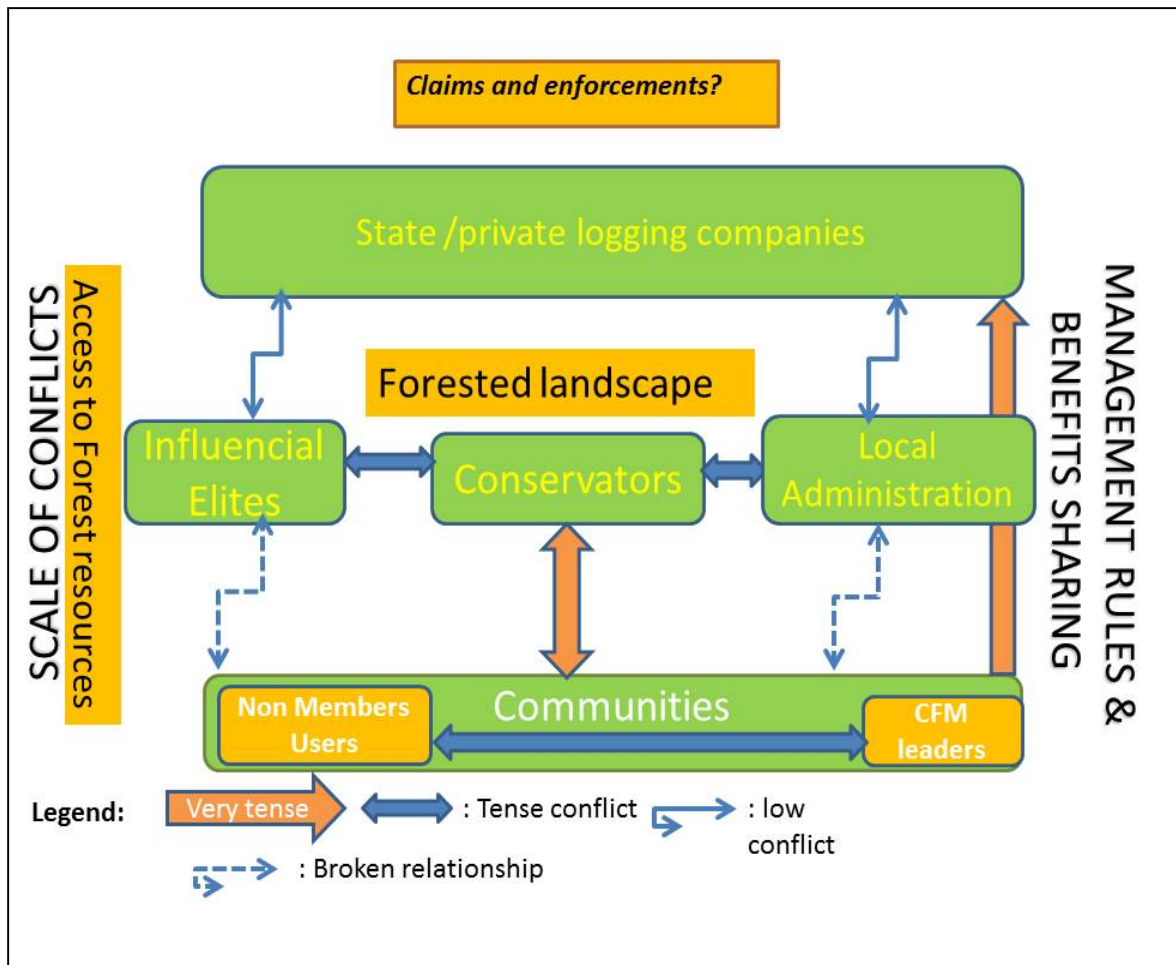 Claims and enforcements?
State /private logging companies
SCALE OF CONFLICTS
Access to Forest resources
Forested landscape
MANAGEMENT RULES &
BENEFITS SHARING
Influencial
Elites
Conservators
Local
Administration
Communities
Non Members
Users
CFM
leaders
Legend:
Very tense
: Tense conflict
: low
conflict
: Broken relationship